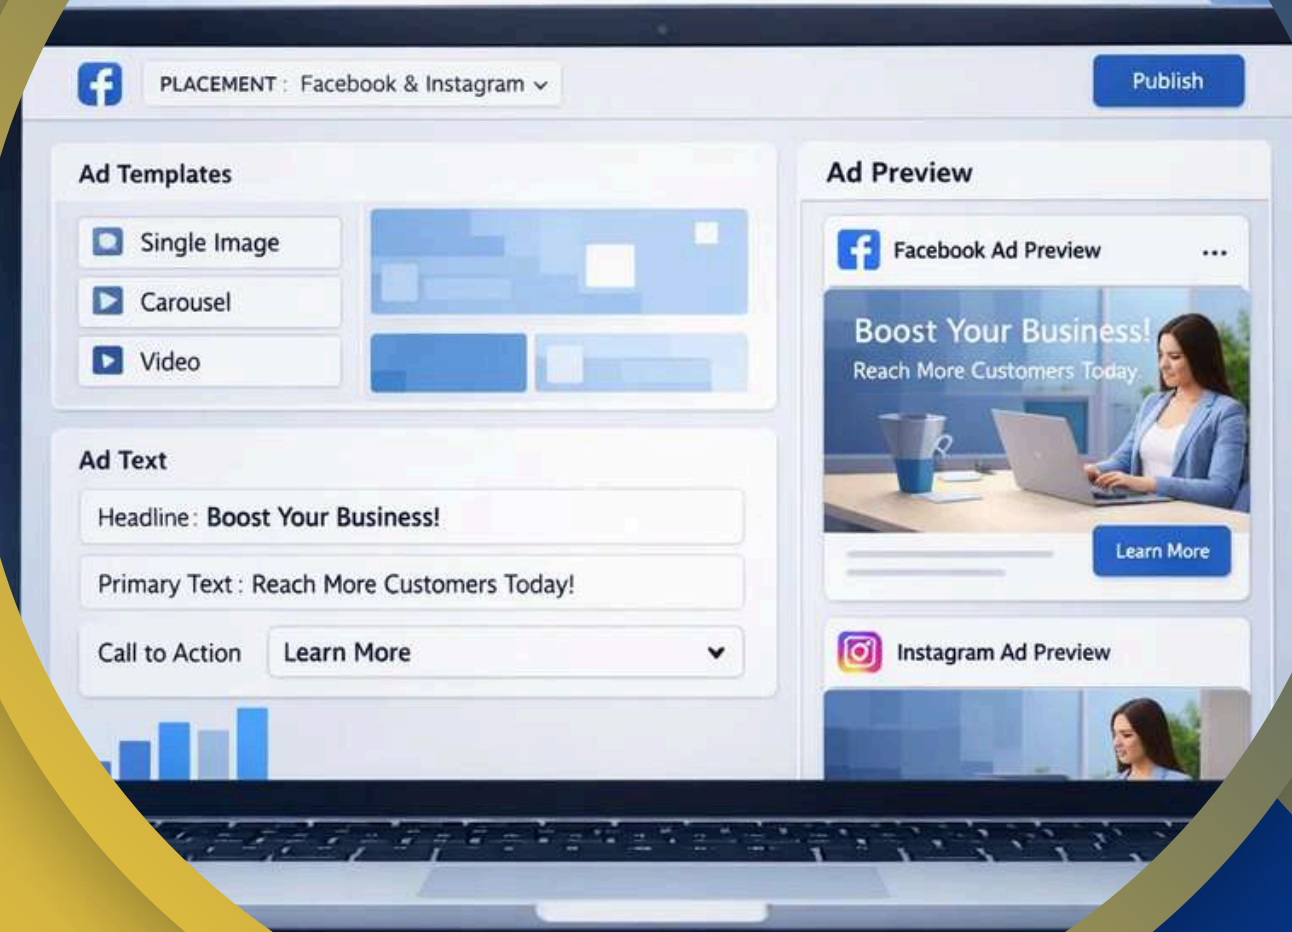 PLACEMENT : Facebook & Instagram
Publish
Ad Templates
Single Image
Carousel
Video
Ad Text
Headline: Boost Your Business!
Primary Text : Reach More Customers Today!
Call to Action
Learn More
Ad Preview
Facebook Ad Preview
Boost Your Business!
Reach More Customers Today.
Learn More
Instagram Ad Preview